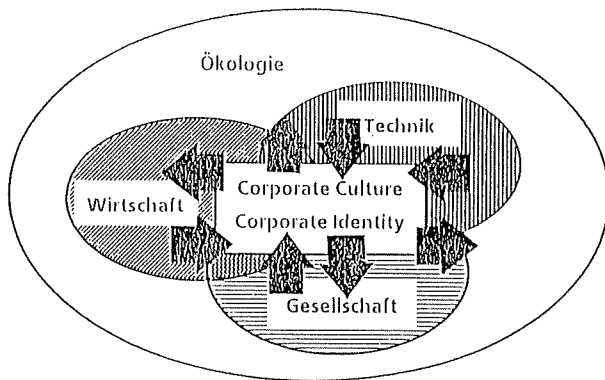 Ökologie
Technik
Wirtschaft
Corporate Culture
Corporate Identity
Gesellschaft